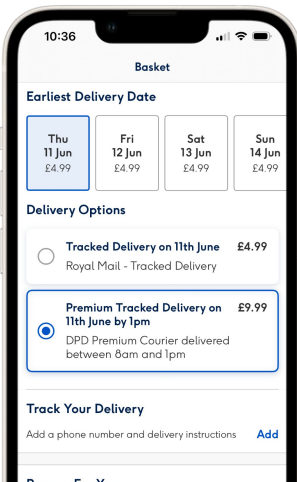 10:36
Basket
Earliest Delivery Date
Thu
11 Jun
£4.99
Fri
12 Jun
£4.99
Sat
13 Jun
£4.99
Sun
14 Jun
£4.99
Delivery Options
Tracked Delivery on 11th June £4.99
Royal Mail - Tracked Delivery
Premium Tracked Delivery on £9.99
11th June by 1pm
DPD Premium Courier delivered
between 8am and 1pm
Track Your Delivery
Add a phone number and delivery instructions Add